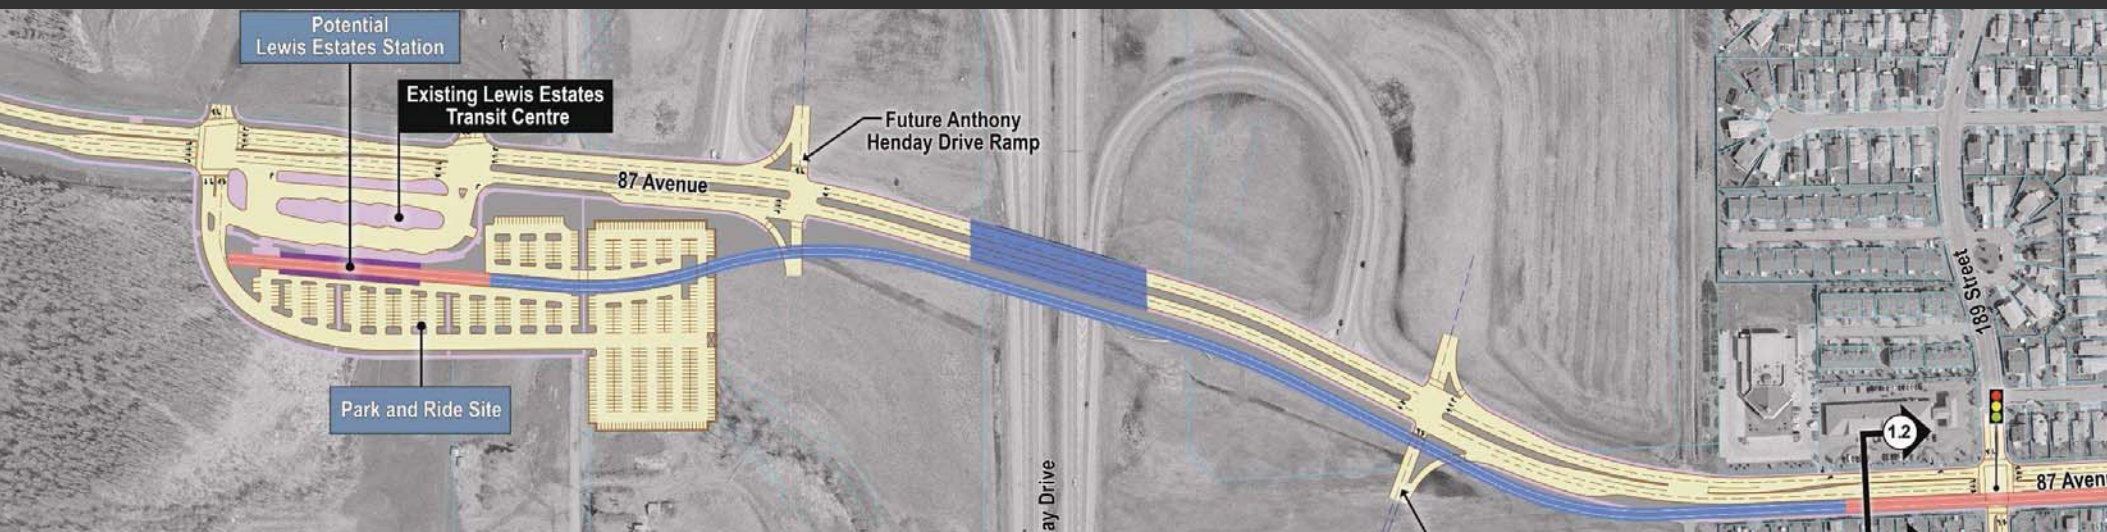 Potential
Lewis Estates Station
Existing Lewis Estates
Transit Centre
Future Anthony
Henday Drive Ramp
87 Avenue
189 Street
Park and Ride Site
1.2
ay Drive
87 Aven